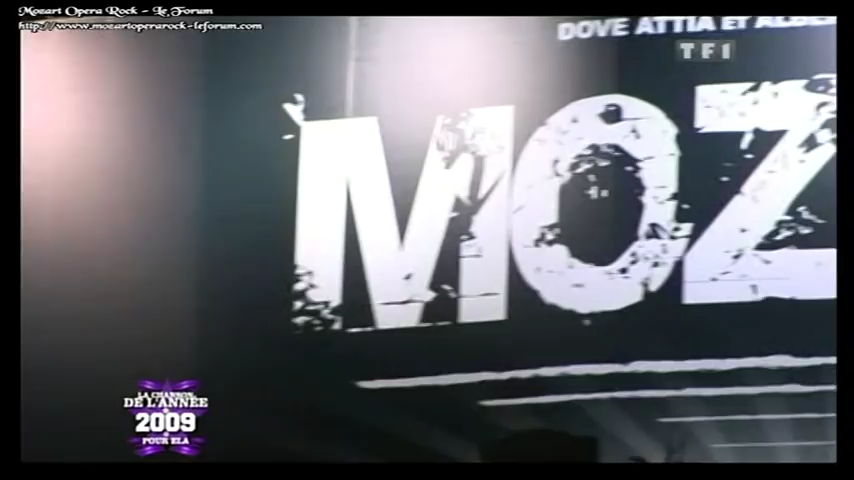 Mozart Opera Rock - Le Forum
http://www.mozartoperarock-leforum.com
DOVE ATTIA ET ALBE
TF1
MOZ
LA CHANSON
DE L'ANNÉE
2009
POUR ELA